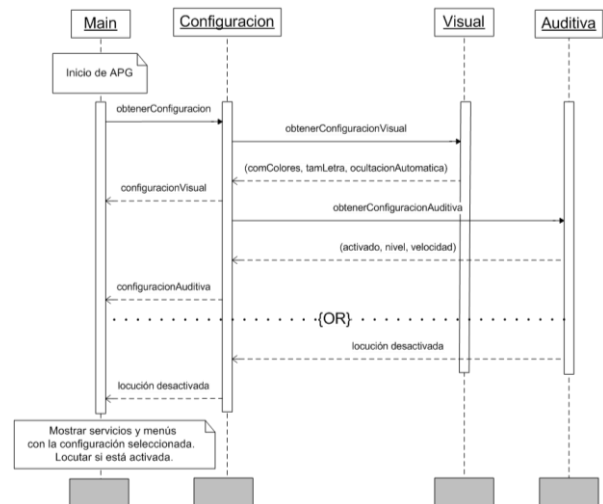 Main
Configuracion
Visual
Auditiva
Inicio de APG
obtenerConfiguracion
obtenerConfiguracionVisual
(comColores, tamLetra, ocultacionAutomatica)
configuracionVisual
obtenerConfiguracionAuditiva
(activado, nivel, velocidad)
configuracionAuditiva
{OR}
locución desactivada
locución desactivada
Mostrar servicios y menús
con la configuración seleccionada.
Locutar si está activada.